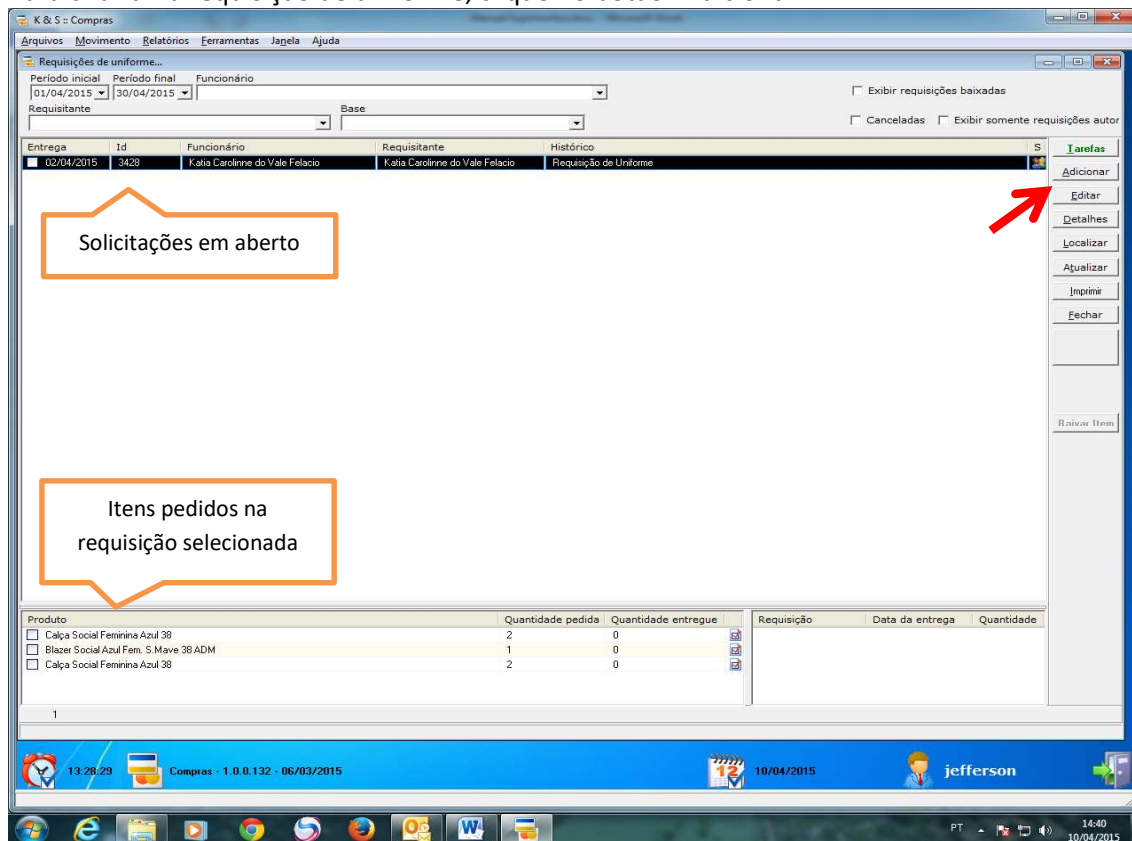 K & S :: Compras
Arquivos Movimento Relatórios Ferramentas Janela Ajuda
Requisições de uniforme...
Período inicial Período final Funcionário
01/04/2015 30/04/2015
Exibir requisições baixadas
Requisitante Base
Canceladas Exibir somente requisições autor
Entrega Id Funcionário Requisitante Histórico S
02/04/2015 3428 Katia Carolinne do Vale Felacio Katia Carolinne do Vale Felacio Requisição de Uniforme
Tarefas
Adicionar
Editar
Detalhes
Localizar
Atualizar
Imprimir
Fechar
Baixar Item
Solicitações em aberto
Itens pedidos na
requisição selecionada
Produto Quantidade pedida Quantidade entregue Requisição Data da entrega Quantidade
Calça Social Feminina Azul 38 2 0
Blazer Social Azul Fem. S.Mave 38 ADM 1 0
Calça Social Feminina Azul 38 2 0
1
13:28:29 Compras - 1.0.0.132 - 06/03/2015 12 10/04/2015 jefferson
PT 14:40
10/04/2015